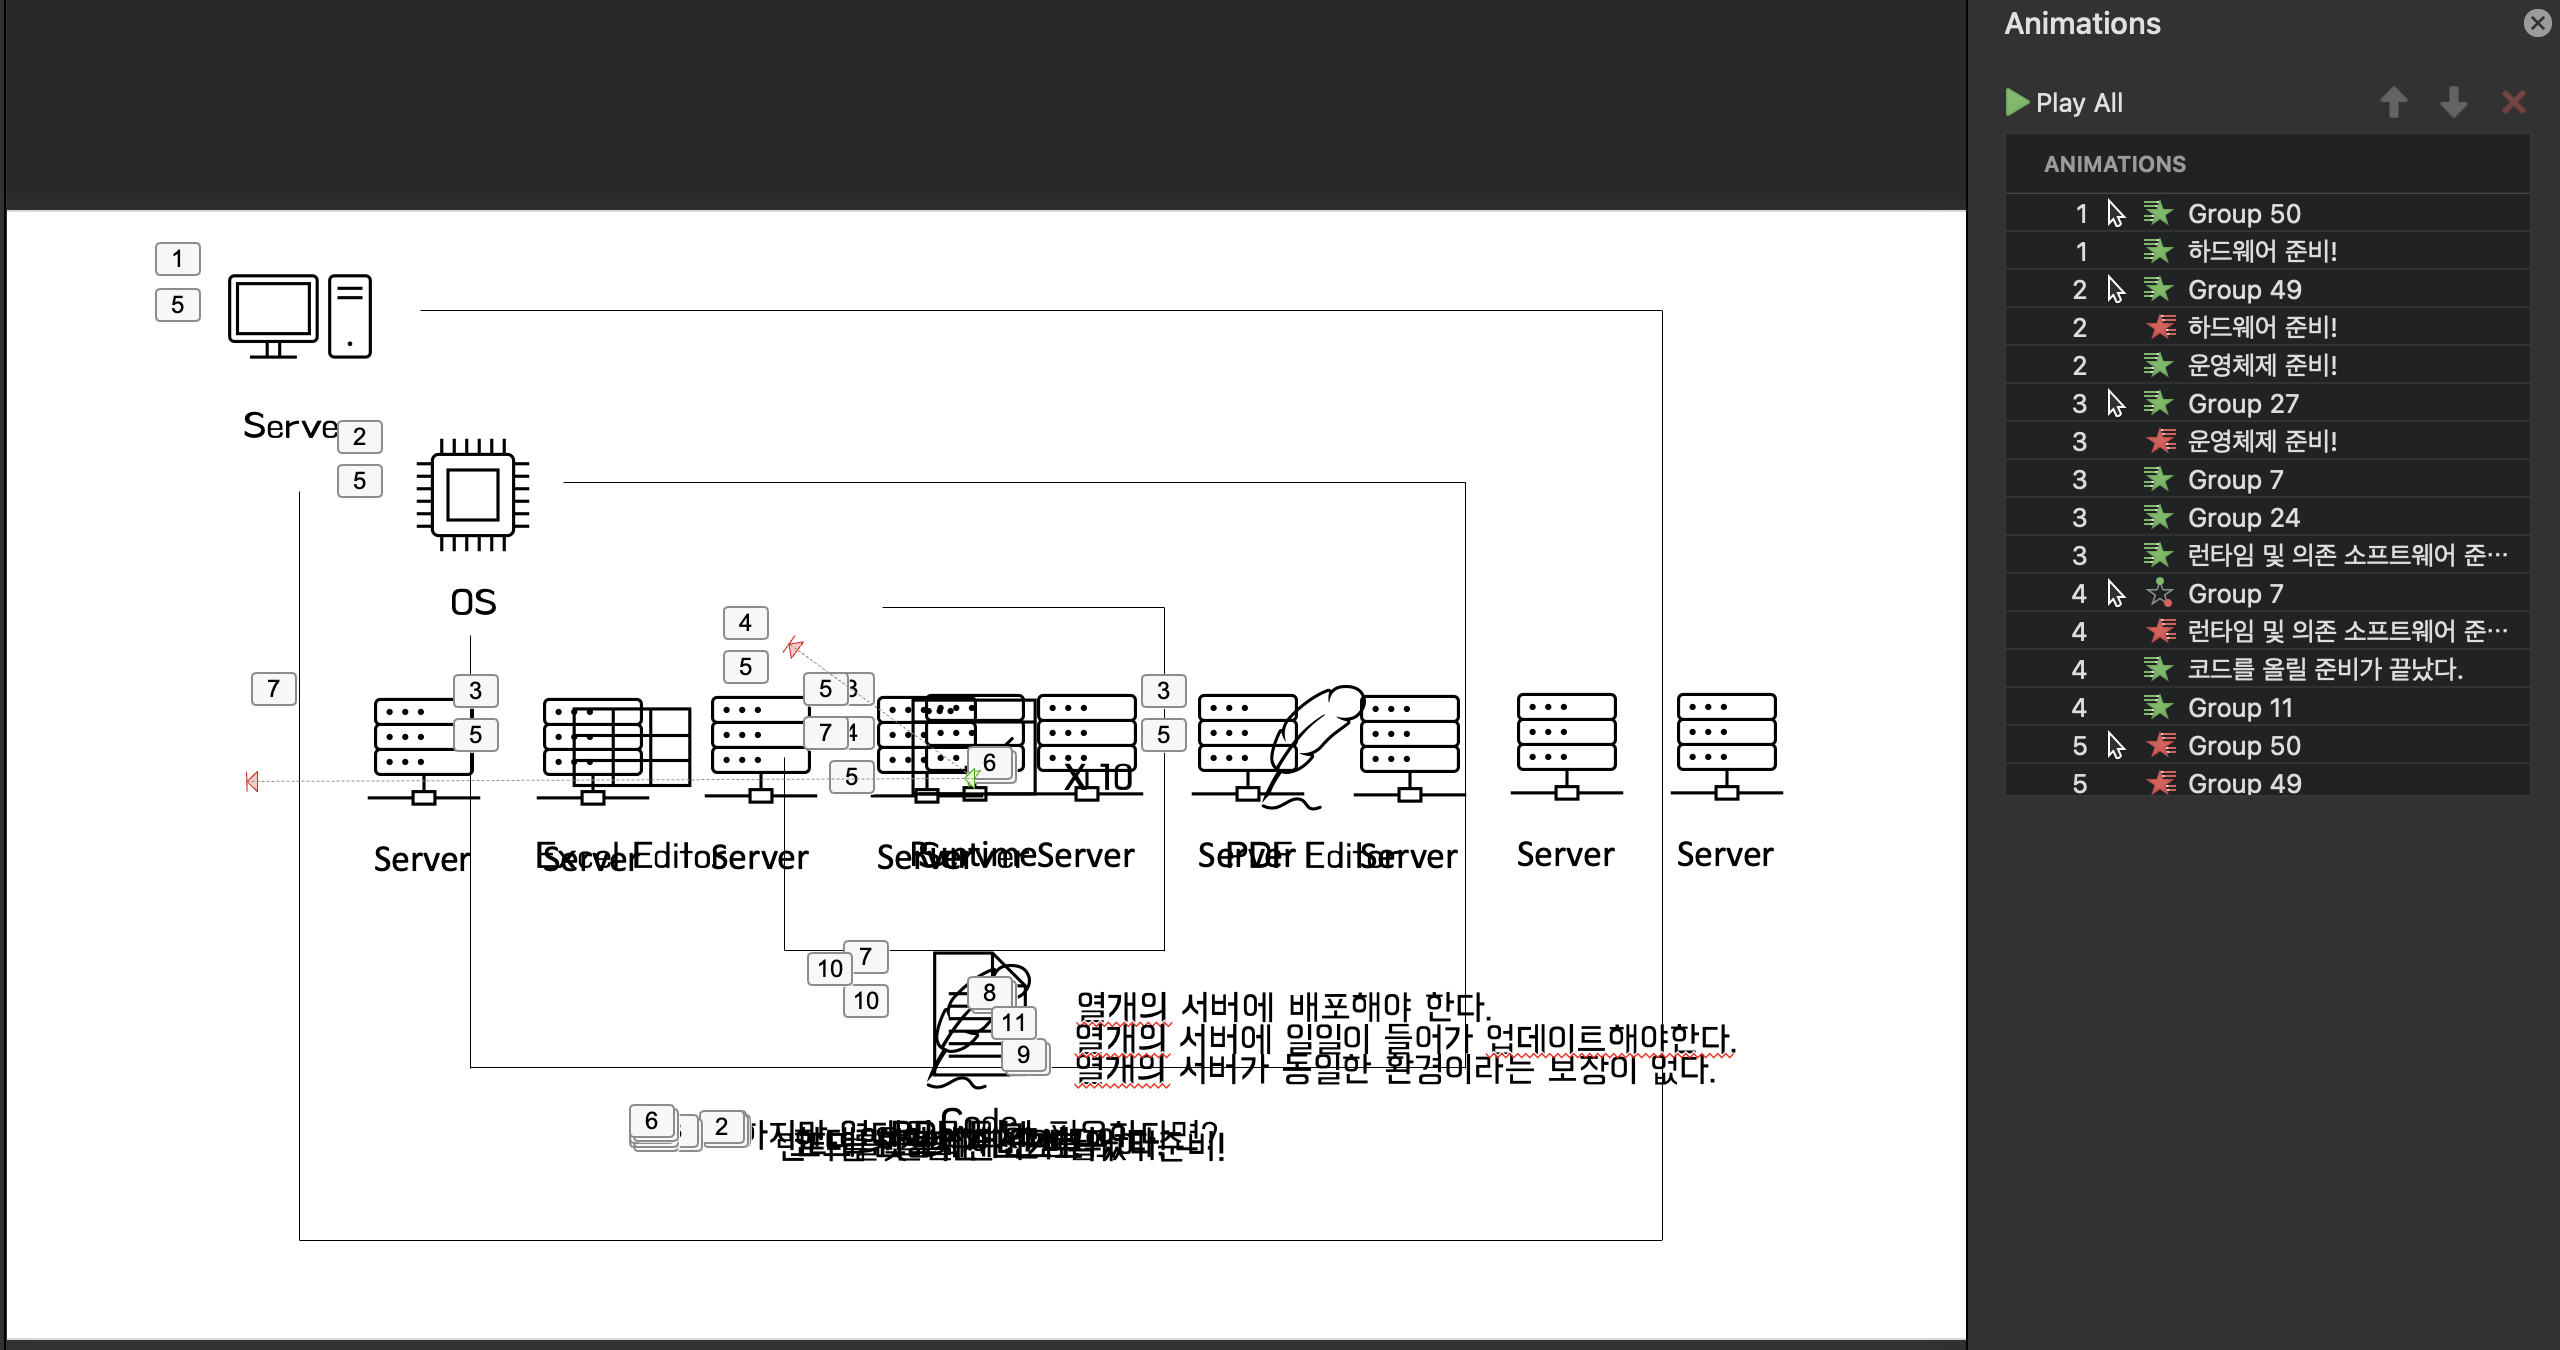 Animations
Play All
ANIMATIONS
1 Group 50
1 하드웨어 준비!
2 Group 49
2 하드웨어 준비!
2 운영체제 준비!
3 Group 27
3 운영체제 준비!
3 Group 7
3 Group 24
3 런타임 및 의존 소프트웨어 준…
4 Group 7
4 런타임 및 의존 소프트웨어 준…
4 코드를 올릴 준비가 끝났다.
4 Group 11
5 Group 50
5 Group 49
1
5
2
5
OS
4
5
7
3
5
5
7
5
6
3
5
X 10
Server
Excel Editor
Server
Server
Server
Runtime
Server
Server
Server
PDF Editor
Server
Server
Server
7
10
10
8
11
9
열개의 서버에 배포해야 한다.
열개의 서버에 일일이 들어가 업데이트해야한다.
열개의 서버가 동일한 환경이라는 보장이 없다.
Code
6
2